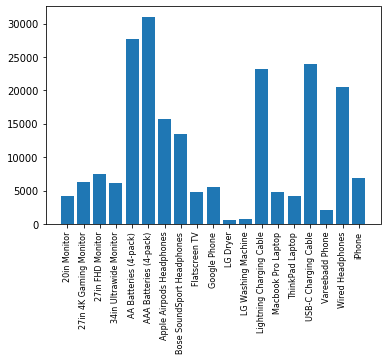 30000
25000
20000
15000
10000
5000
0
20in Monitor
27in 4K Gaming Monitor
27in FHD Monitor
34in Ultrawide Monitor
AA Batteries (4-pack)
AAA Batteries (4-pack)
Apple Airpods Headphones
Bose SoundSport Headphones
Flatscreen TV
Google Phone
LG Dryer
LG Washing Machine
Lightning Charging Cable
Macbook Pro Laptop
ThinkPad Laptop
USB-C Charging Cable
Vareebadd Phone
Wired Headphones
iPhone